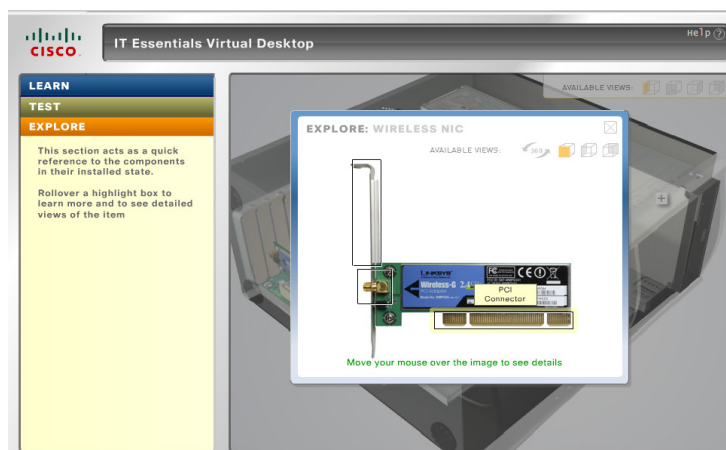 CISCO
IT Essentials Virtual Desktop
Help ?
LEARN
TEST
EXPLORE
This section acts as a quick
reference to the components
in their installed state.
Rollover a highlight box to
learn more and to see detailed
views of the item
AVAILABLE VIEWS:
EXPLORE: WIRELESS NIC
AVAILABLE VIEWS:
360
LINKSYS
Wireless-G 2.4
PCI
Connector
Move your mouse over the image to see details